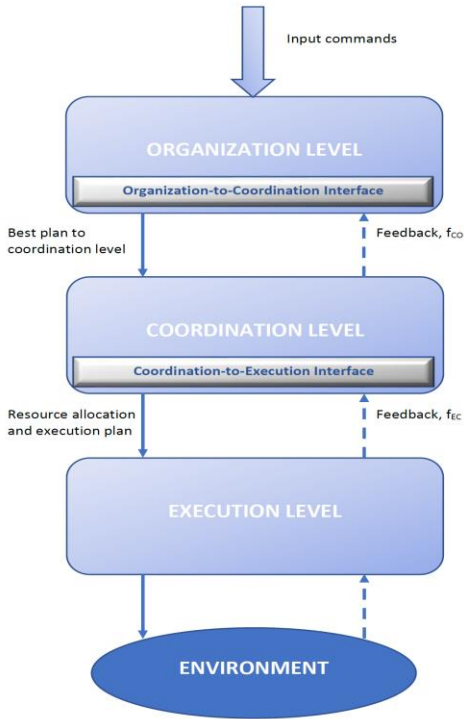 Input commands
ORGANIZATION LEVEL
Organization-to-Coordination Interface
Best plan to
coordination level
Feedback, fCO
COORDINATION LEVEL
Coordination-to-Execution Interface
Resource allocation
and execution plan
Feedback, fEC
EXECUTION LEVEL
ENVIRONMENT